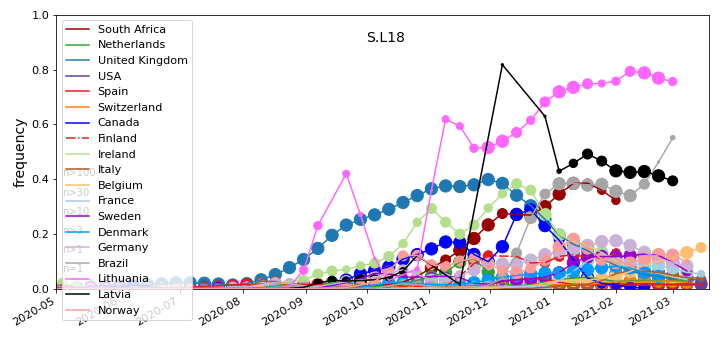 S.L18
frequency
1.0
0.8
0.6
0.4
0.2
0.0
South Africa
Netherlands
United Kingdom
USA
Spain
Switzerland
Canada
Finland
Ireland
Italy
Belgium
France
Sweden
Denmark
Germany
Brazil
Lithuania
Latvia
Norway
n>100
n>30
n>10
n>3
n>1
n=1
2020-05
2020-06
2020-07
2020-08
2020-09
2020-10
2020-11
2020-12
2021-01
2021-02
2021-03